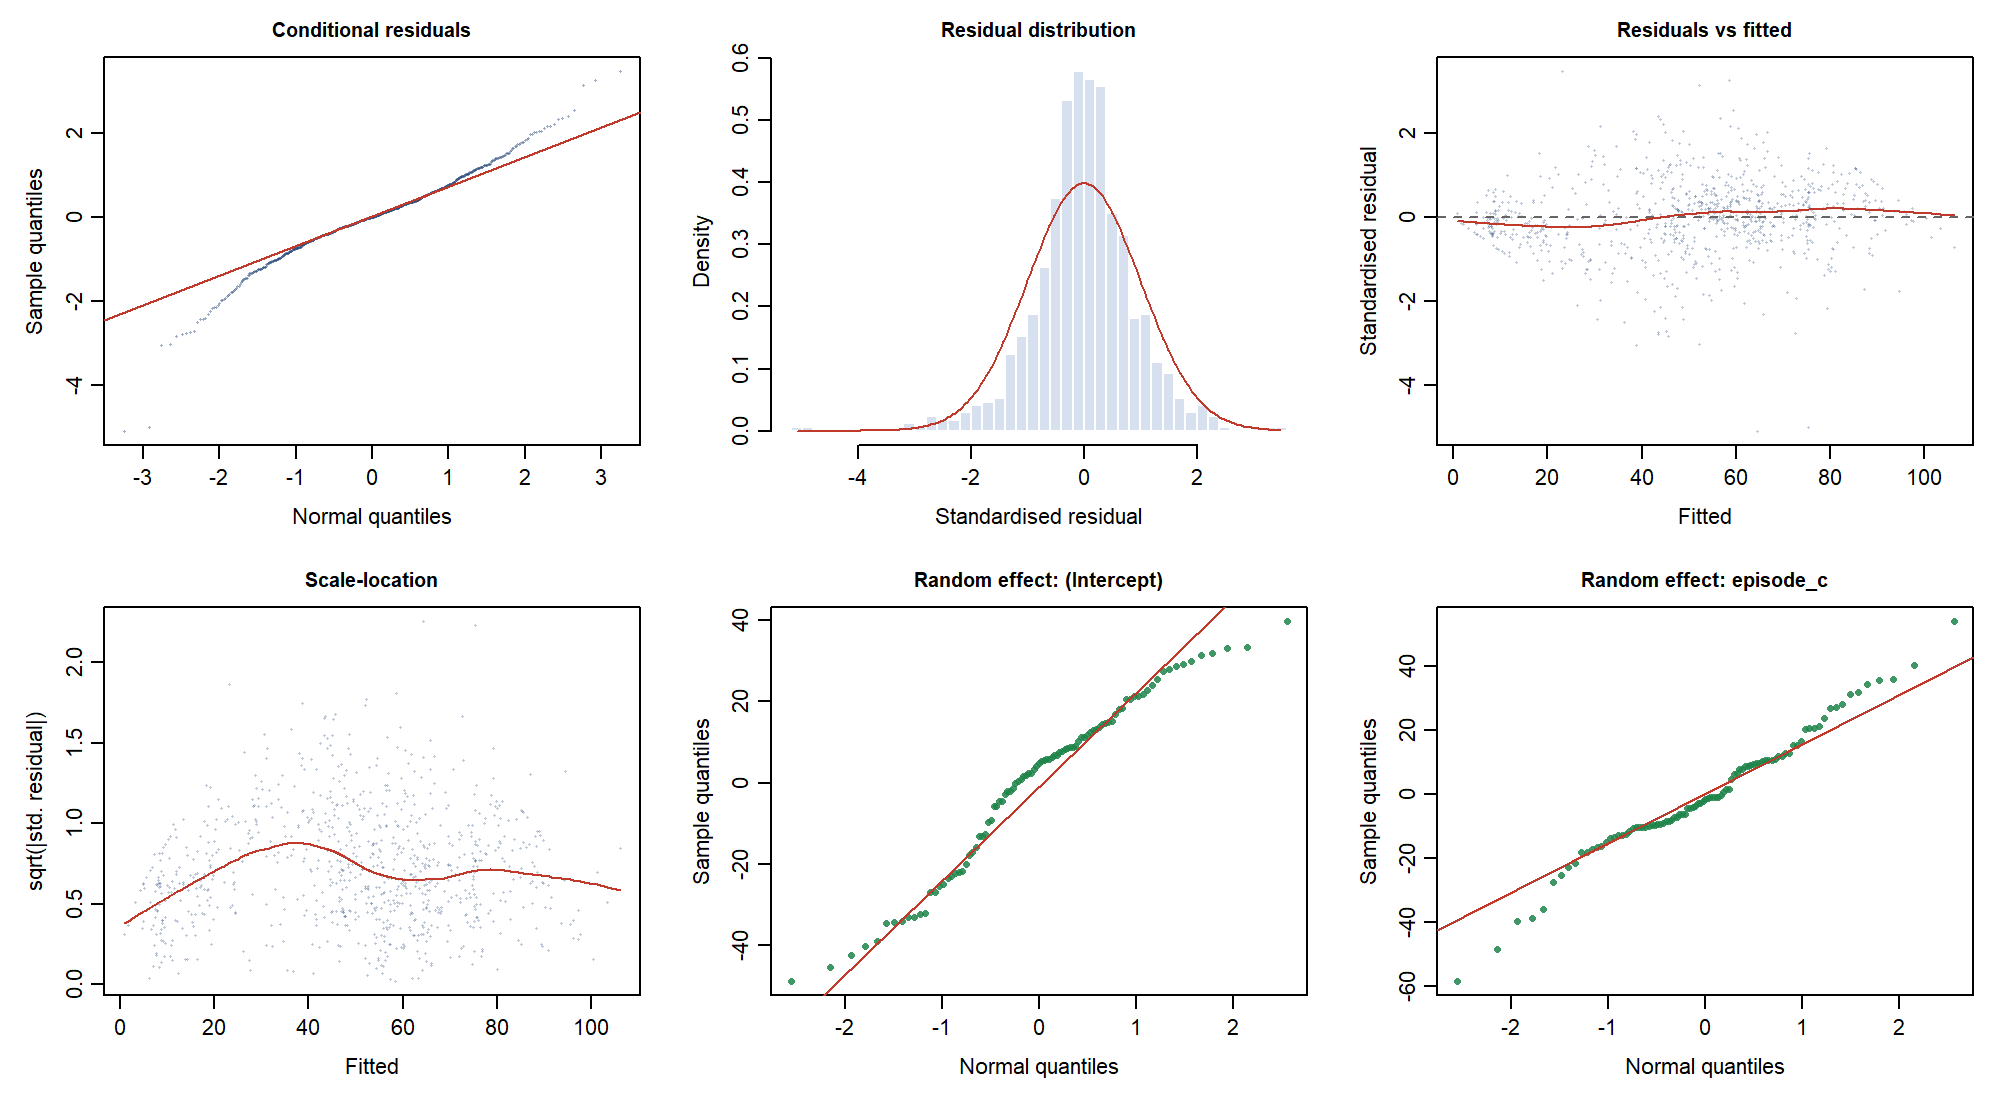 Conditional residuals
Sample quantiles
-4 -2 0 2
-3 -2 -1 0 1 2 3
Normal quantiles
Residual distribution
Density
0.0 0.1 0.2 0.3 0.4 0.5 0.6
-4 -2 0 2
Standardised residual
Residuals vs fitted
Standardised residual
-4 -2 0 2
0 20 40 60 80 100
Fitted
Scale-location
sqrt(|std. residual|)
0.0 0.5 1.0 1.5 2.0
0 20 40 60 80 100
Fitted
Random effect: (Intercept)
Sample quantiles
-40 -20 0 20 40
-2 -1 0 1 2
Normal quantiles
Random effect: episode_c
Sample quantiles
-60 -40 -20 0 20 40
-2 -1 0 1 2
Normal quantiles